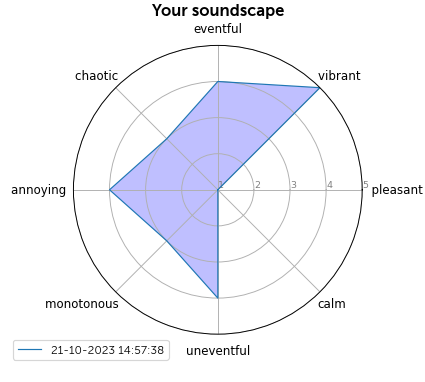 Your soundscape
eventful
chaotic
vibrant
annoying
1 2 3 4 5
pleasant
monotonous
calm
uneventful
21-10-2023 14:57:38